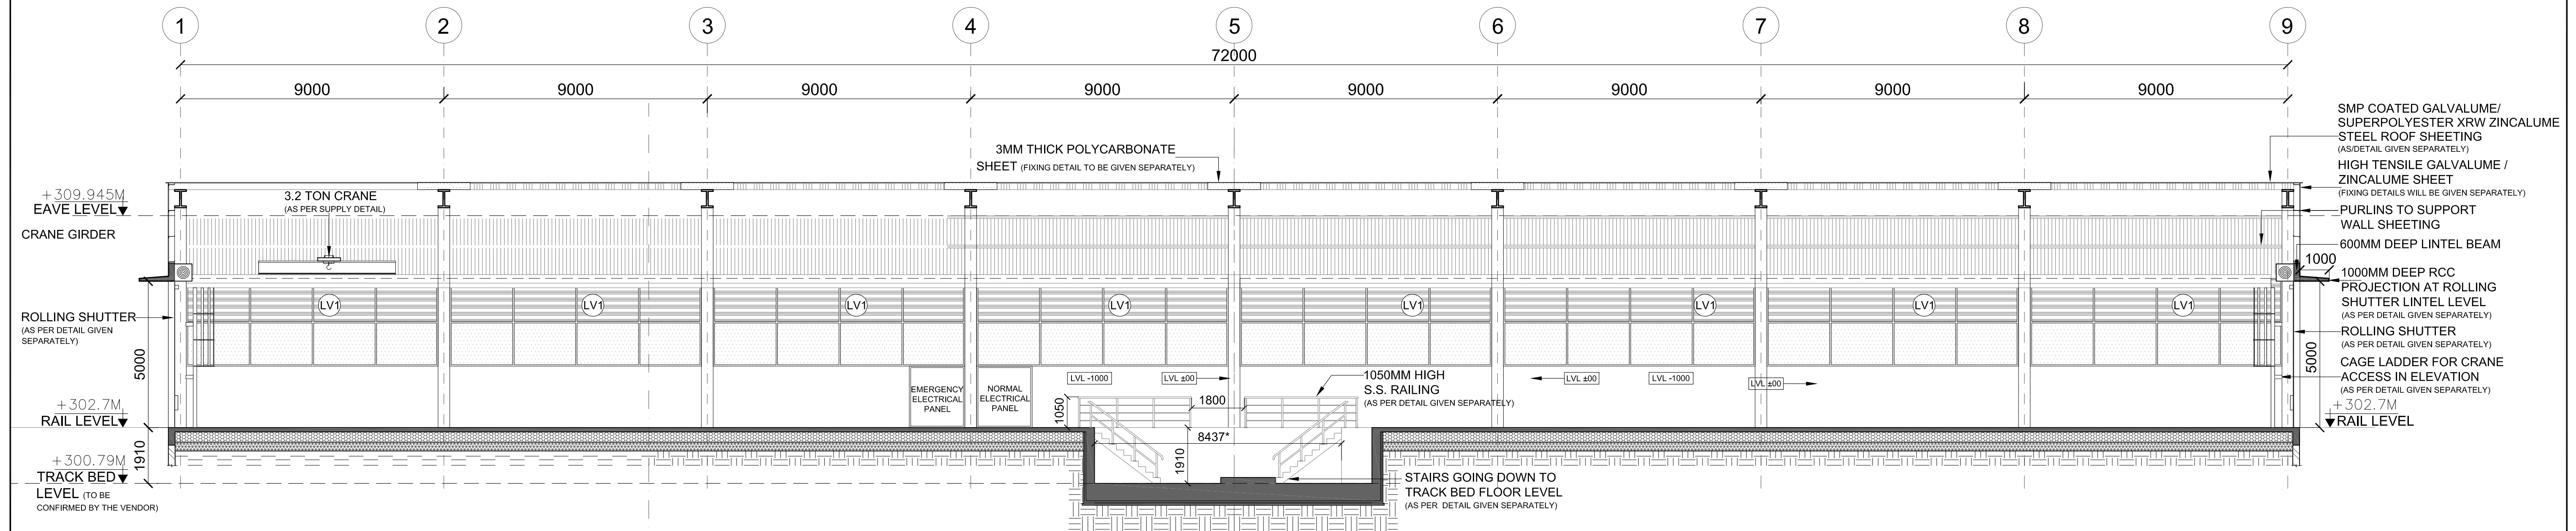 1 2 3 4 5 6 7 8 9
72000
9000 9000 9000 9000 9000 9000 9000 9000
3MM THICK POLYCARBONATE
SHEET (FIXING DETAIL TO BE GIVEN SEPARATELY)
SMP COATED GALVALUME/
SUPERPOLYESTER XRW ZINCALUME
STEEL ROOF SHEETING
(AS/DETAIL GIVEN SEPARATELY)
HIGH TENSILE GALVALUME /
ZINCALUME SHEET
(FIXING DETAILS WILL BE GIVEN SEPARATELY)
PURLINS TO SUPPORT
WALL SHEETING
600MM DEEP LINTEL BEAM
1000
1000MM DEEP RCC
PROJECTION AT ROLLING
SHUTTER LINTEL LEVEL
(AS PER DETAIL GIVEN SEPARATELY)
ROLLING SHUTTER
(AS PER DETAIL GIVEN SEPARATELY)
5000
CAGE LADDER FOR CRANE
ACCESS IN ELEVATION
(AS PER DETAIL GIVEN SEPARATELY)
+302.7M
RAIL LEVEL
+309.945M
EAVE LEVEL
CRANE GIRDER
3.2 TON CRANE
(AS PER SUPPLY DETAIL)
LV1 LV1 LV1 LV1 LV1 LV1 LV1 LV1
ROLLING SHUTTER
(AS PER DETAIL GIVEN
SEPARATELY)
5000
+302.7M
RAIL LEVEL
1910
+300.79M
TRACK BED
LEVEL (TO BE
CONFIRMED BY THE VENDOR)
EMERGENCY
ELECTRICAL
PANEL
NORMAL
ELECTRICAL
PANEL
LVL -1000
LVL ±00
1050MM HIGH
S.S. RAILING
(AS PER DETAIL GIVEN SEPARATELY)
LVL ±00
LVL -1000
LVL ±00
1050
1800
8437*
1910
STAIRS GOING DOWN TO
TRACK BED FLOOR LEVEL
(AS PER DETAIL GIVEN SEPARATELY)